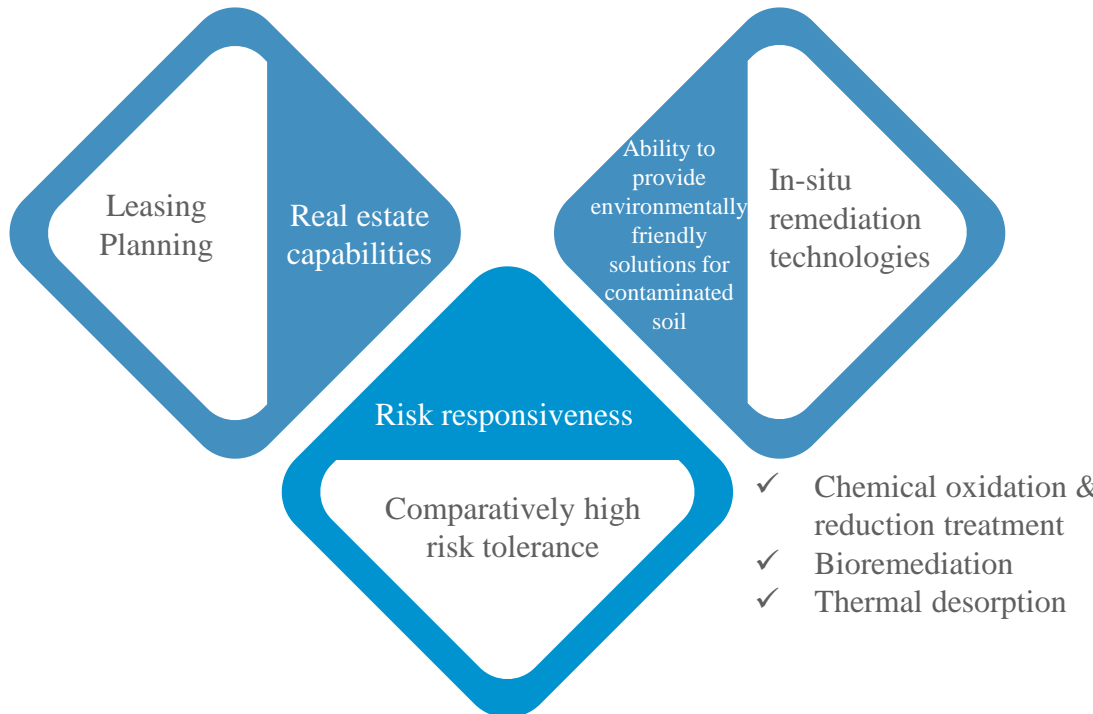 Leasing
Planning
Real estate
capabilities
Ability to
provide
environmentally
friendly
solutions for
contaminated
soil
In-situ
remediation
technologies
Risk responsiveness
Comparatively high
risk tolerance
✓ Chemical oxidation &
reduction treatment
✓ Bioremediation
✓ Thermal desorption